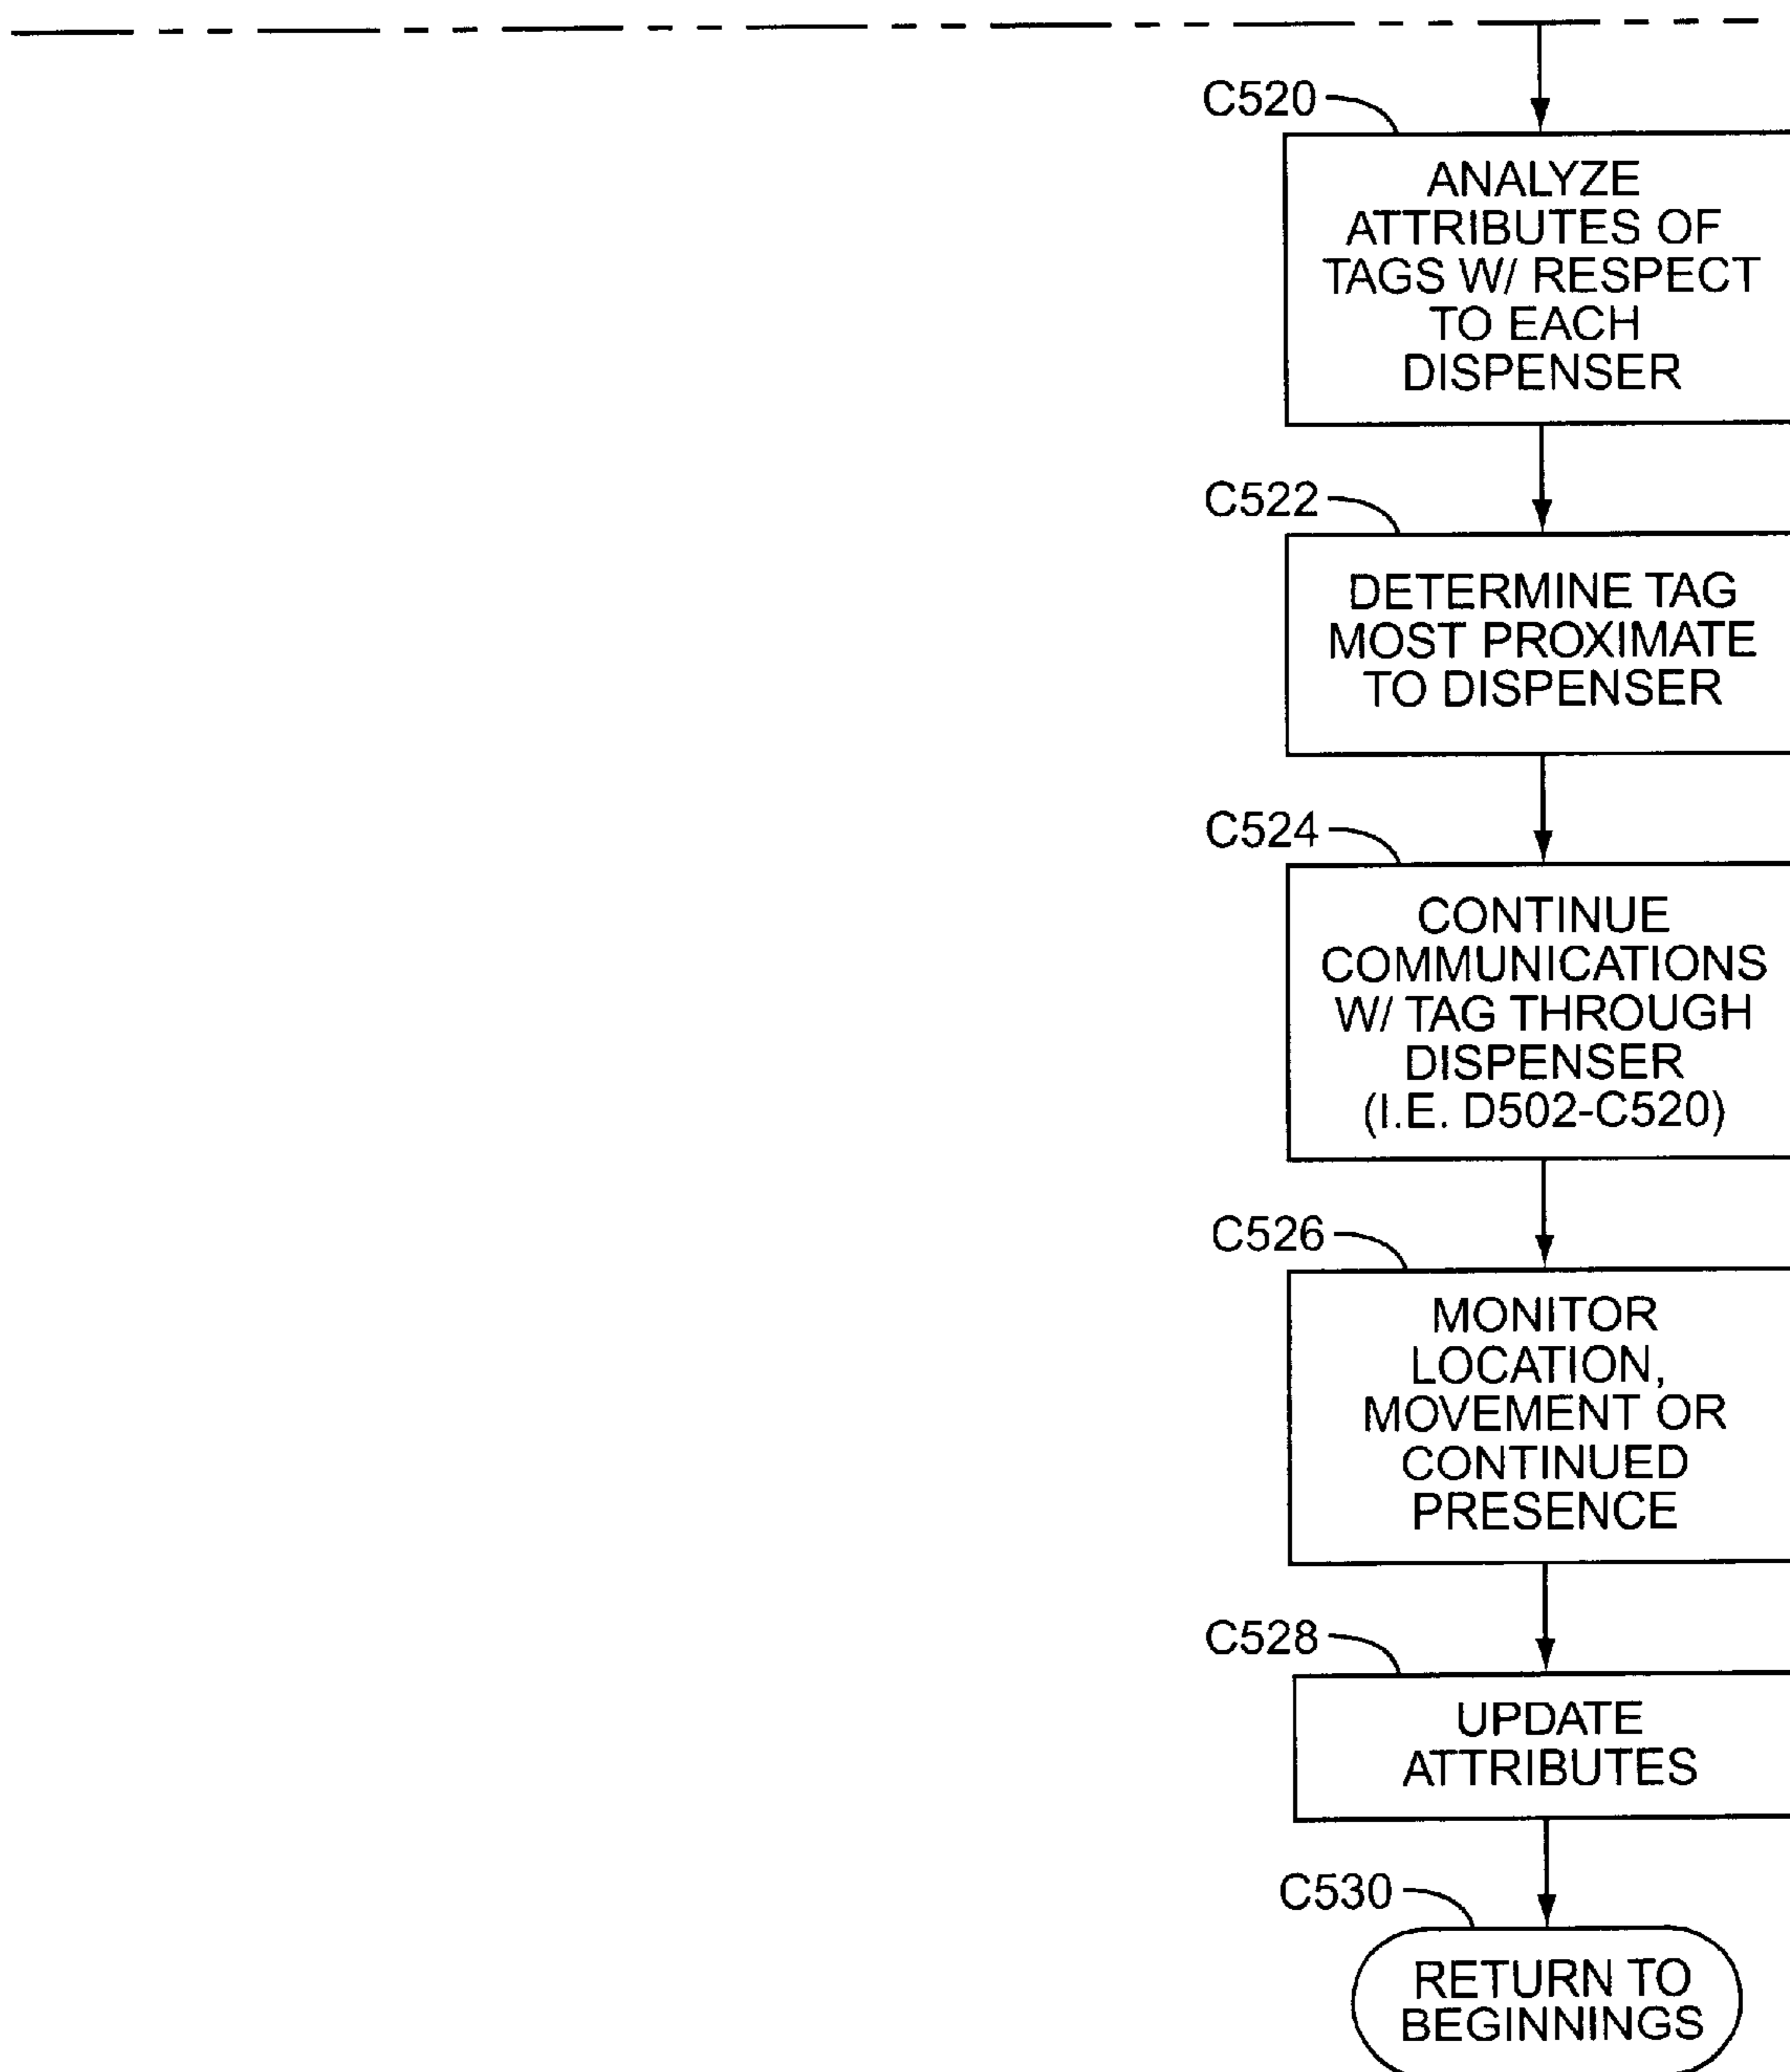 C520
ANALYZE
ATTRIBUTES OF
TAGS W/ RESPECT
TO EACH
DISPENSER
C522
DETERMINE TAG
MOST PROXIMATE
TO DISPENSER
C524
CONTINUE
COMMUNICATIONS
W/ TAG THROUGH
DISPENSER
(I.E. D502-C520)
C526
MONITOR
LOCATION,
MOVEMENT OR
CONTINUED
PRESENCE
C528
UPDATE
ATTRIBUTES
C530
RETURN TO
BEGINNINGS